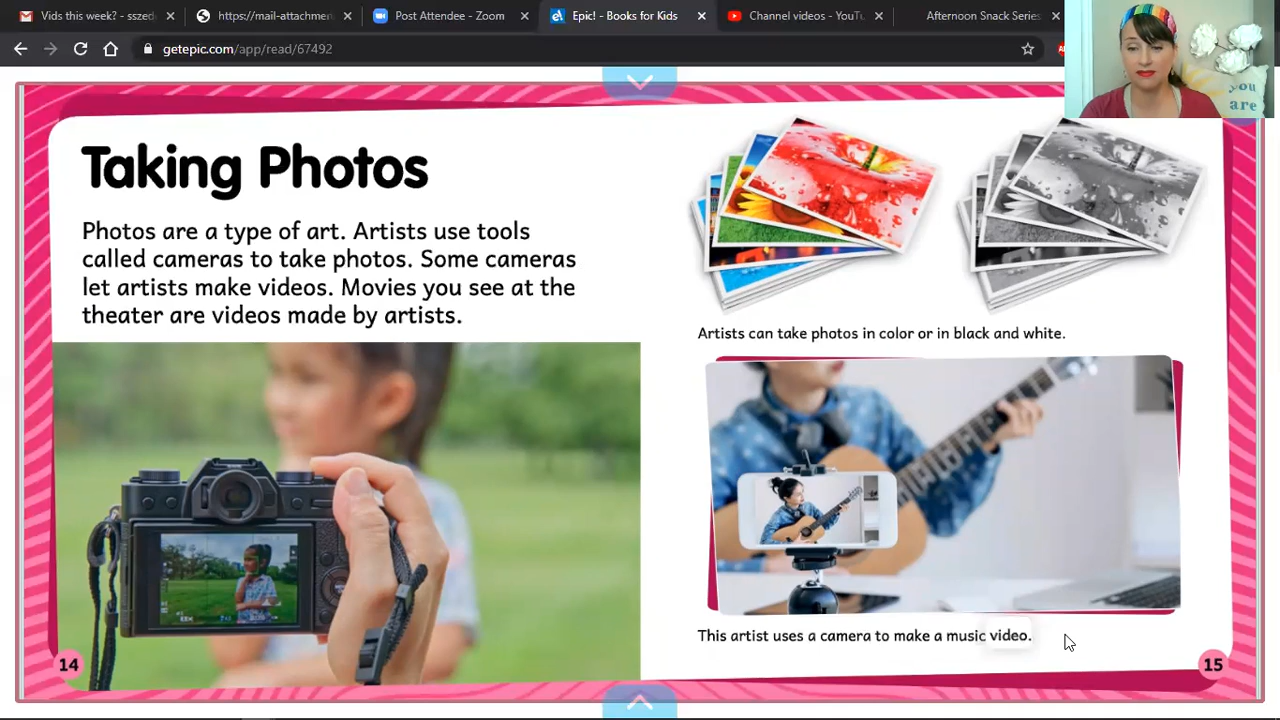 Vids this week? - sszed
https://mail-attachmen
Post Attendee - Zoom
Epic! - Books for Kids
Channel videos - YouTu
Afternoon Snack Series
getepic.com/app/read/67492
you
are
Taking Photos
Photos are a type of art. Artists use tools
called cameras to take photos. Some cameras
let artists make videos. Movies you see at the
theater are videos made by artists.
Artists can take photos in color or in black and white.
This artist uses a camera to make a music video.
14
15